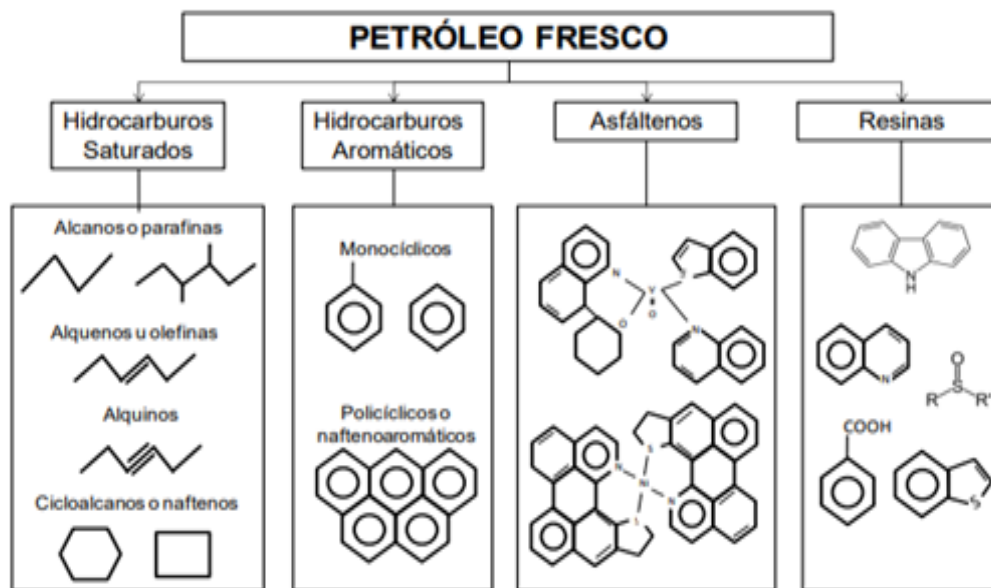 PETRÓLEO FRESCO
Hidrocarburos
Saturados
Hidrocarburos
Aromáticos
Asfáltenos
Resinas
Alcanos o parafinas
Alquenos u olefinas
Alquinos
Cicloalcanos o naftenos
Monocíclicos
Policíclicos o
naftenoaromáticos
N
S
V
O
O
N
S
N
Ni
N
S
N
H
N
O
S
R
R'
COOH
S